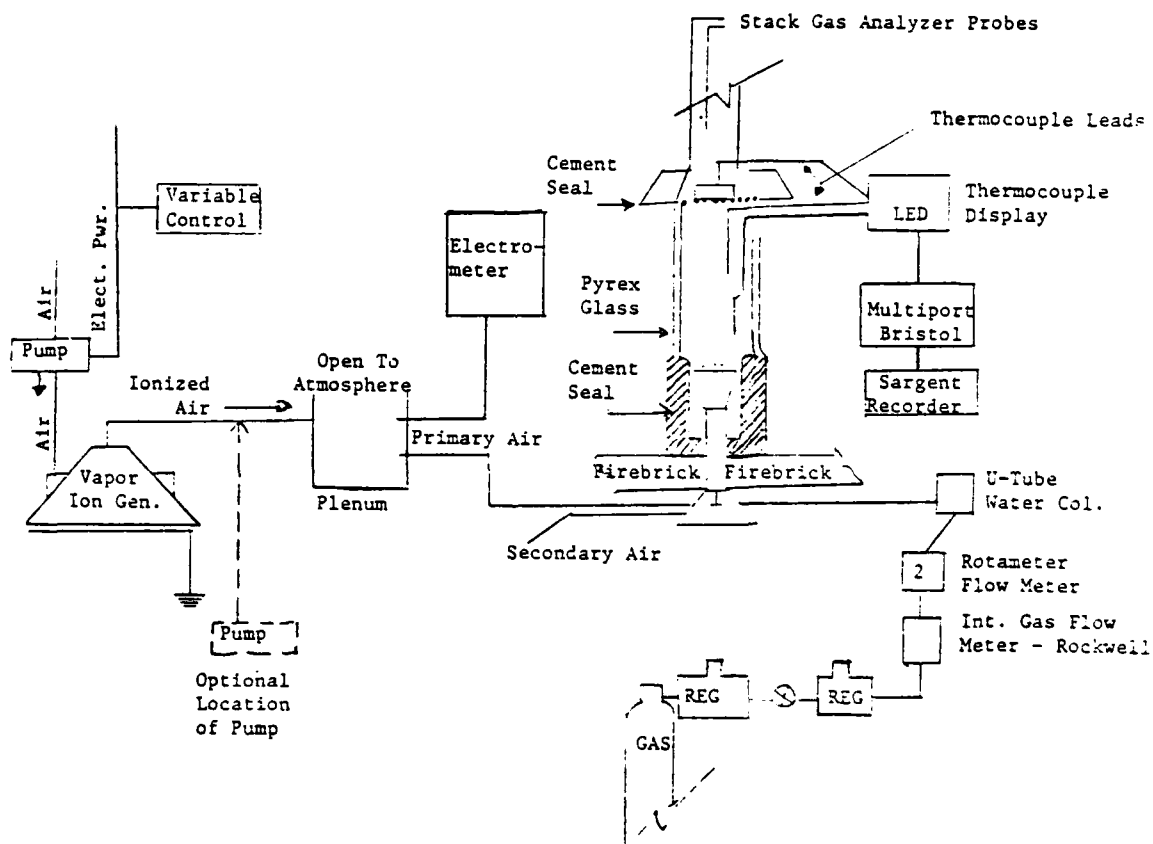 Stack Gas Analyzer Probes
Thermocouple Leads
Cement
Seal
Variable
Control
Thermocouple
Display
LED
Elect. Pwr.
Air
Electro-
meter
Pyrex
Glass
Multiport
Bristol
Pump
Open To
Atmosphere
Ionized
Air
Cement
Seal
Sargent
Recorder
Air
Primary Air
Vapor
Ion Gen.
Plenum
Firebrick
Firebrick
U-Tube
Water Col.
Secondary Air
2
Rotameter
Flow Meter
Pump
Int. Gas Flow
Meter - Rockwell
Optional
Location
of Pump
REG
REG
GAS